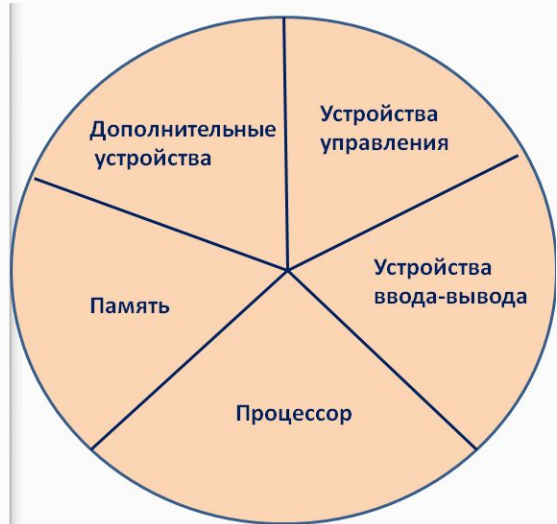 Дополнительные
устройства
Устройства
управления
Память
Устройства
ввода-вывода
Процессор